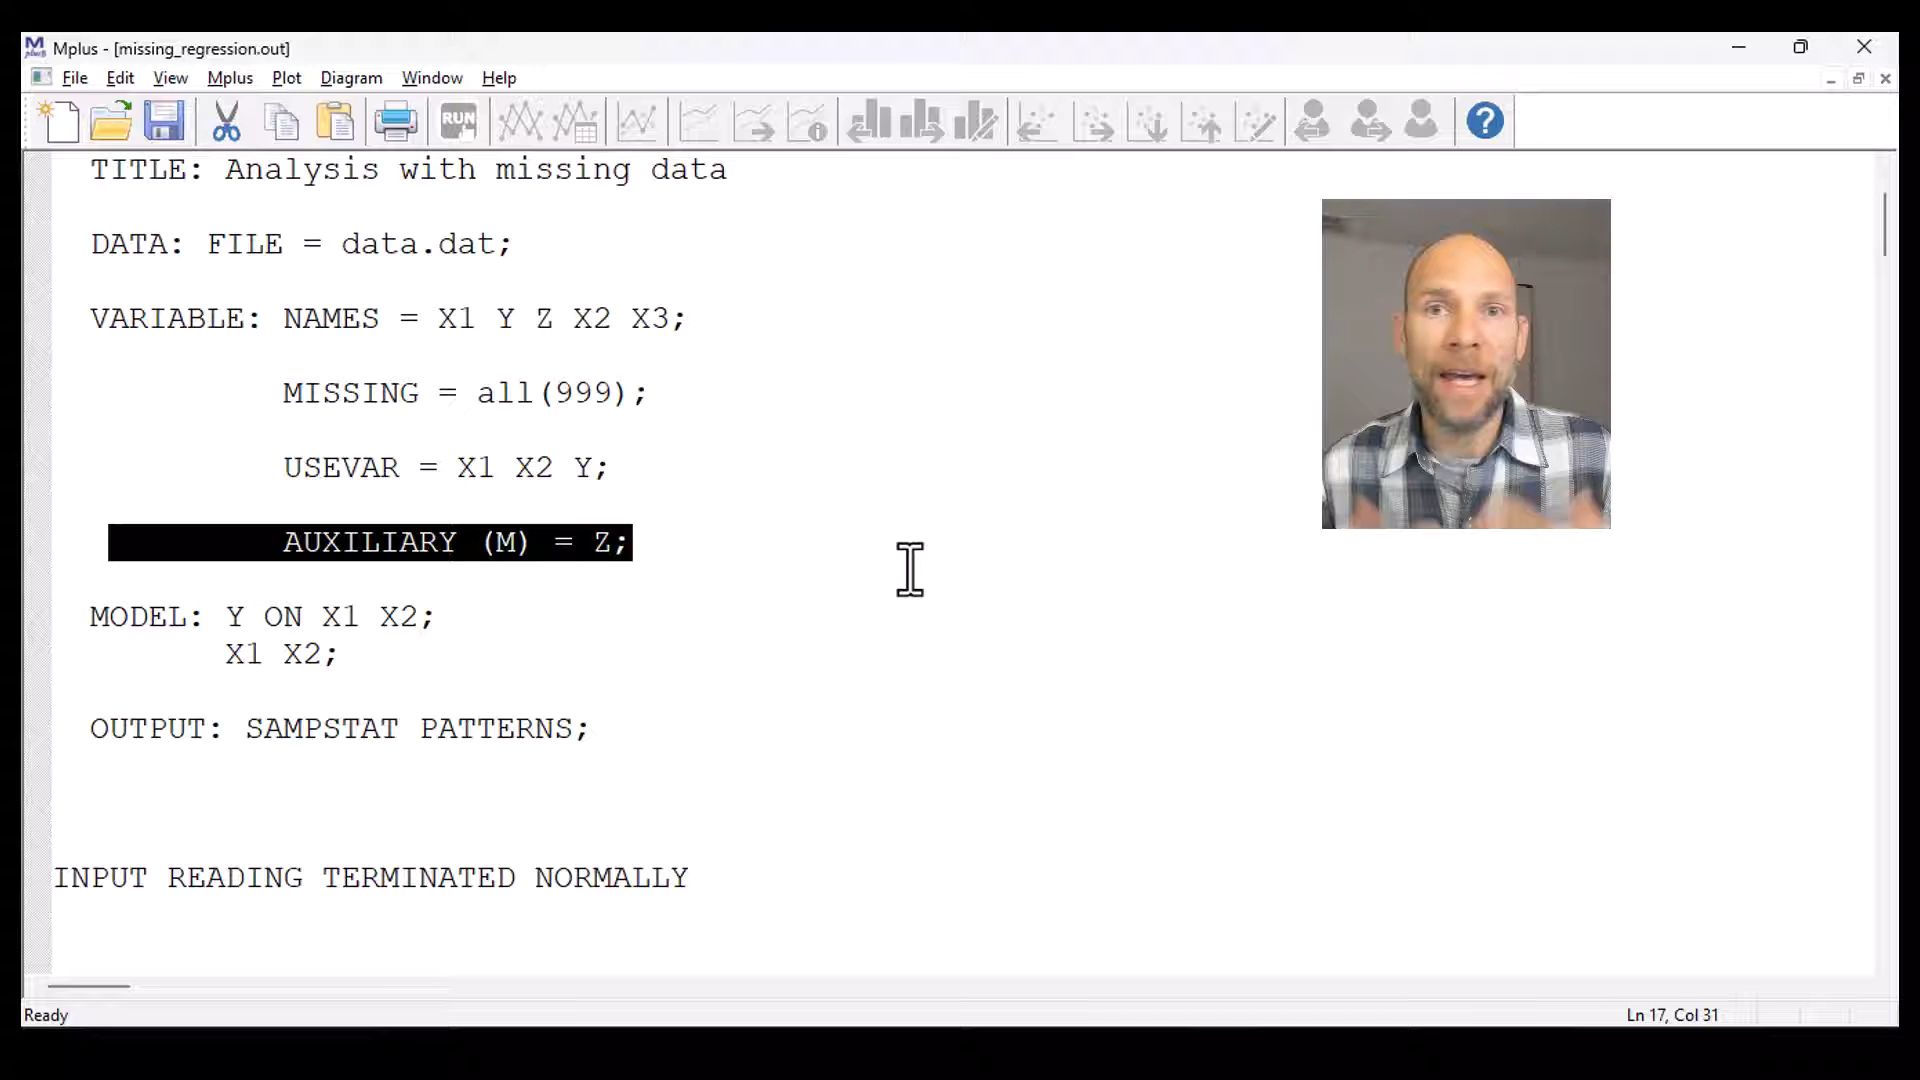 Mplus - [missing_regression.out]
File Edit View Mplus Plot Diagram Window Help
RUN
TITLE: Analysis with missing data
DATA: FILE = data.dat;
VARIABLE: NAMES = X1 Y Z X2 X3;
MISSING = all(999);
USEVAR = X1 X2 Y;
AUXILIARY (M) = Z;
MODEL: Y ON X1 X2;
X1 X2;
OUTPUT: SAMPSTAT PATTERNS;
INPUT READING TERMINATED NORMALLY
Ready
Ln 17, Col 31